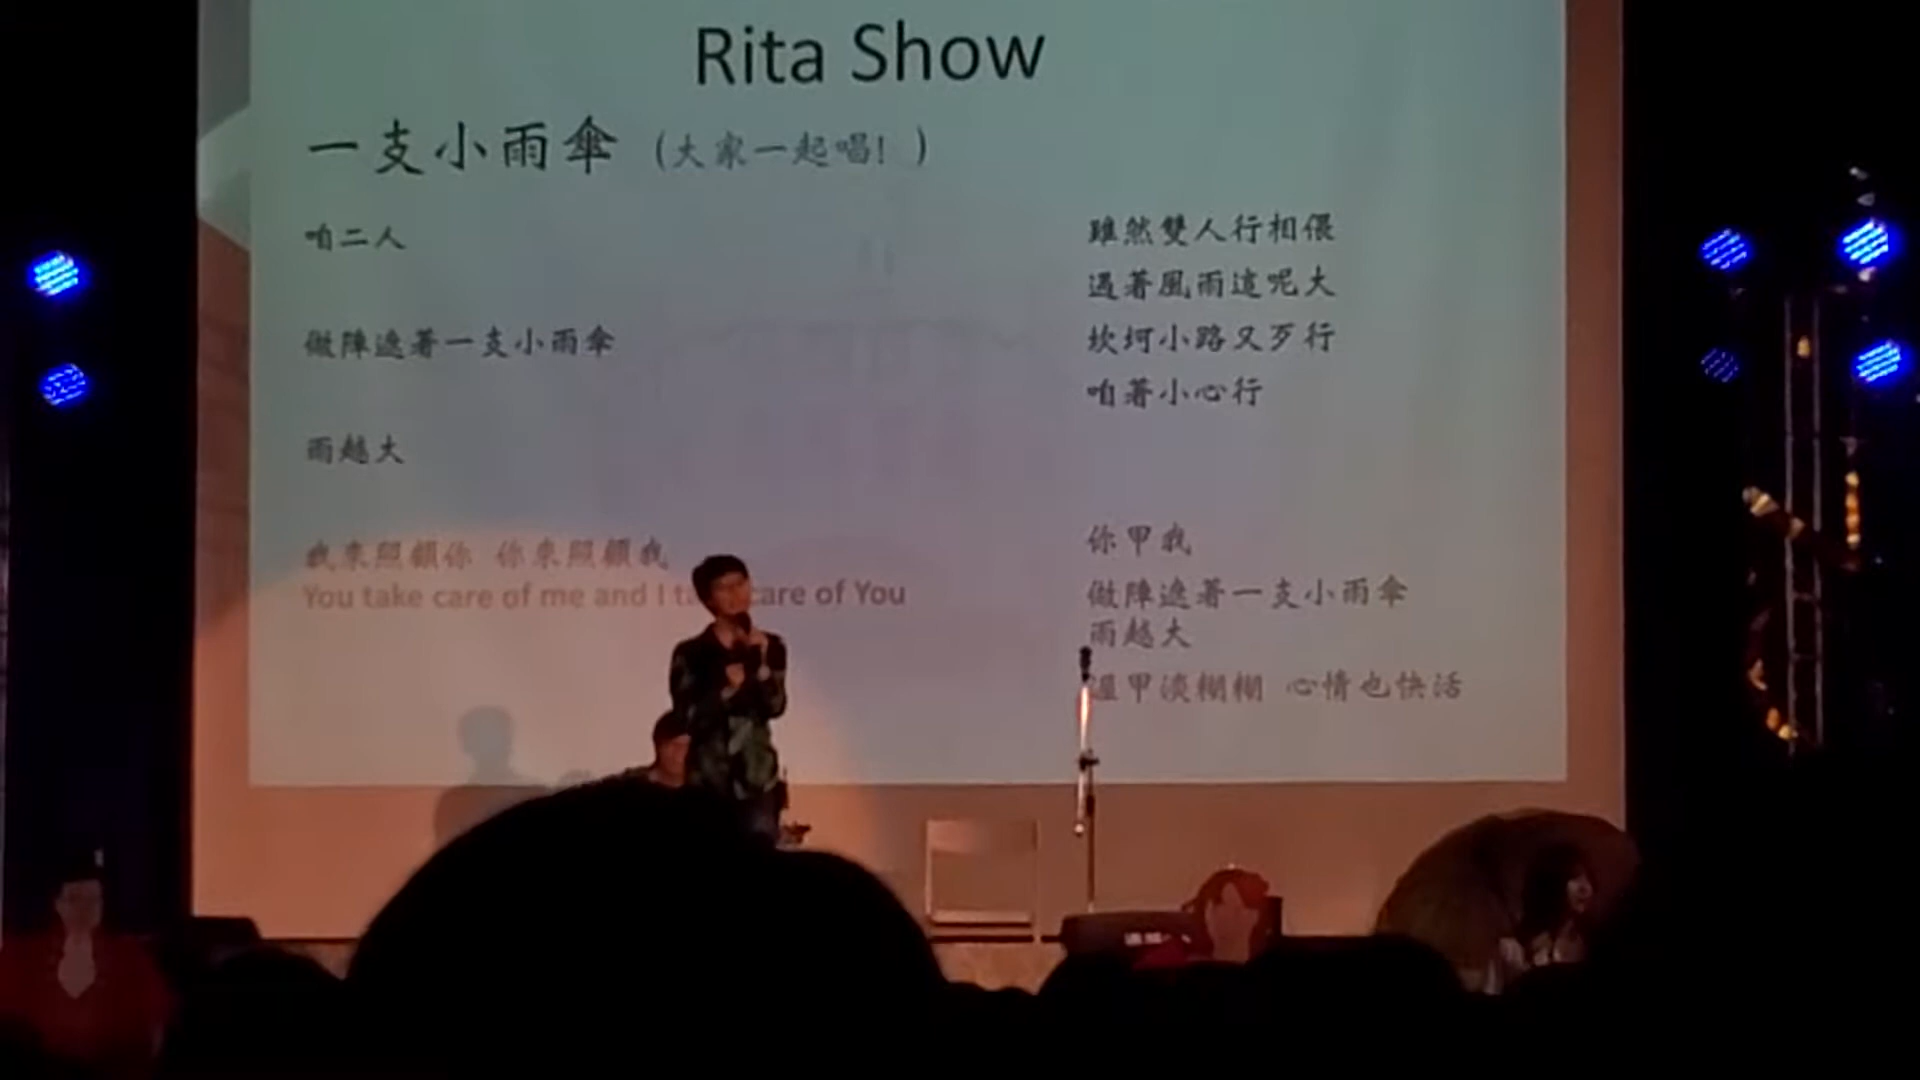 Rita Show
一支小雨傘 (大家一起唱! )
咱二人
做陣遮著一支小雨傘
雨越大
我來照顧你 你來照顧我
You take care of me and I ta care of You
雖然雙人行相偎
遇著風雨這呢大
坎坷小路又歹行
咱著小心行
你甲我
做陣遮著一支小雨傘
雨越大
溫甲淡糊糊 心情也快活